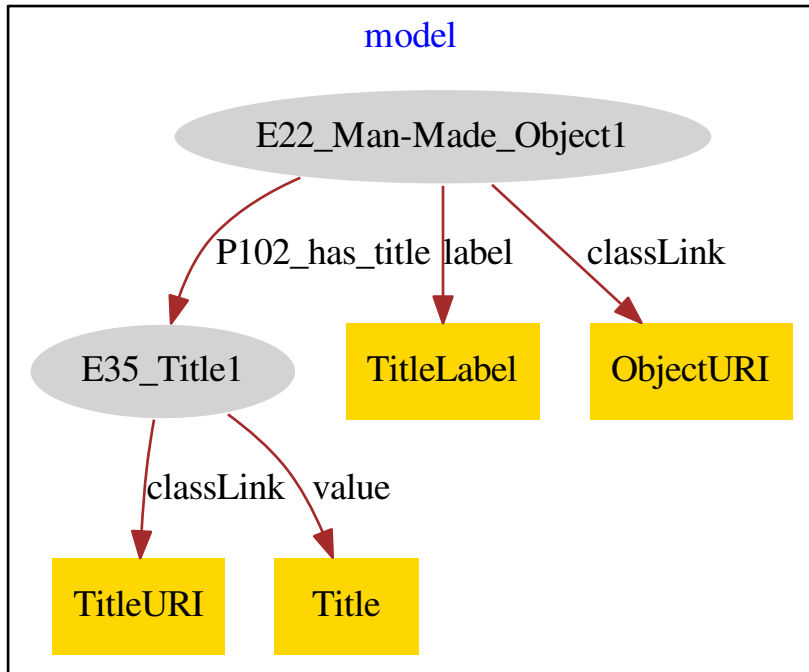 model
E22_Man-Made_Object1
P102_has_title label classLink
E35_Title1 TitleLabel ObjectURI
classLink value
TitleURI Title